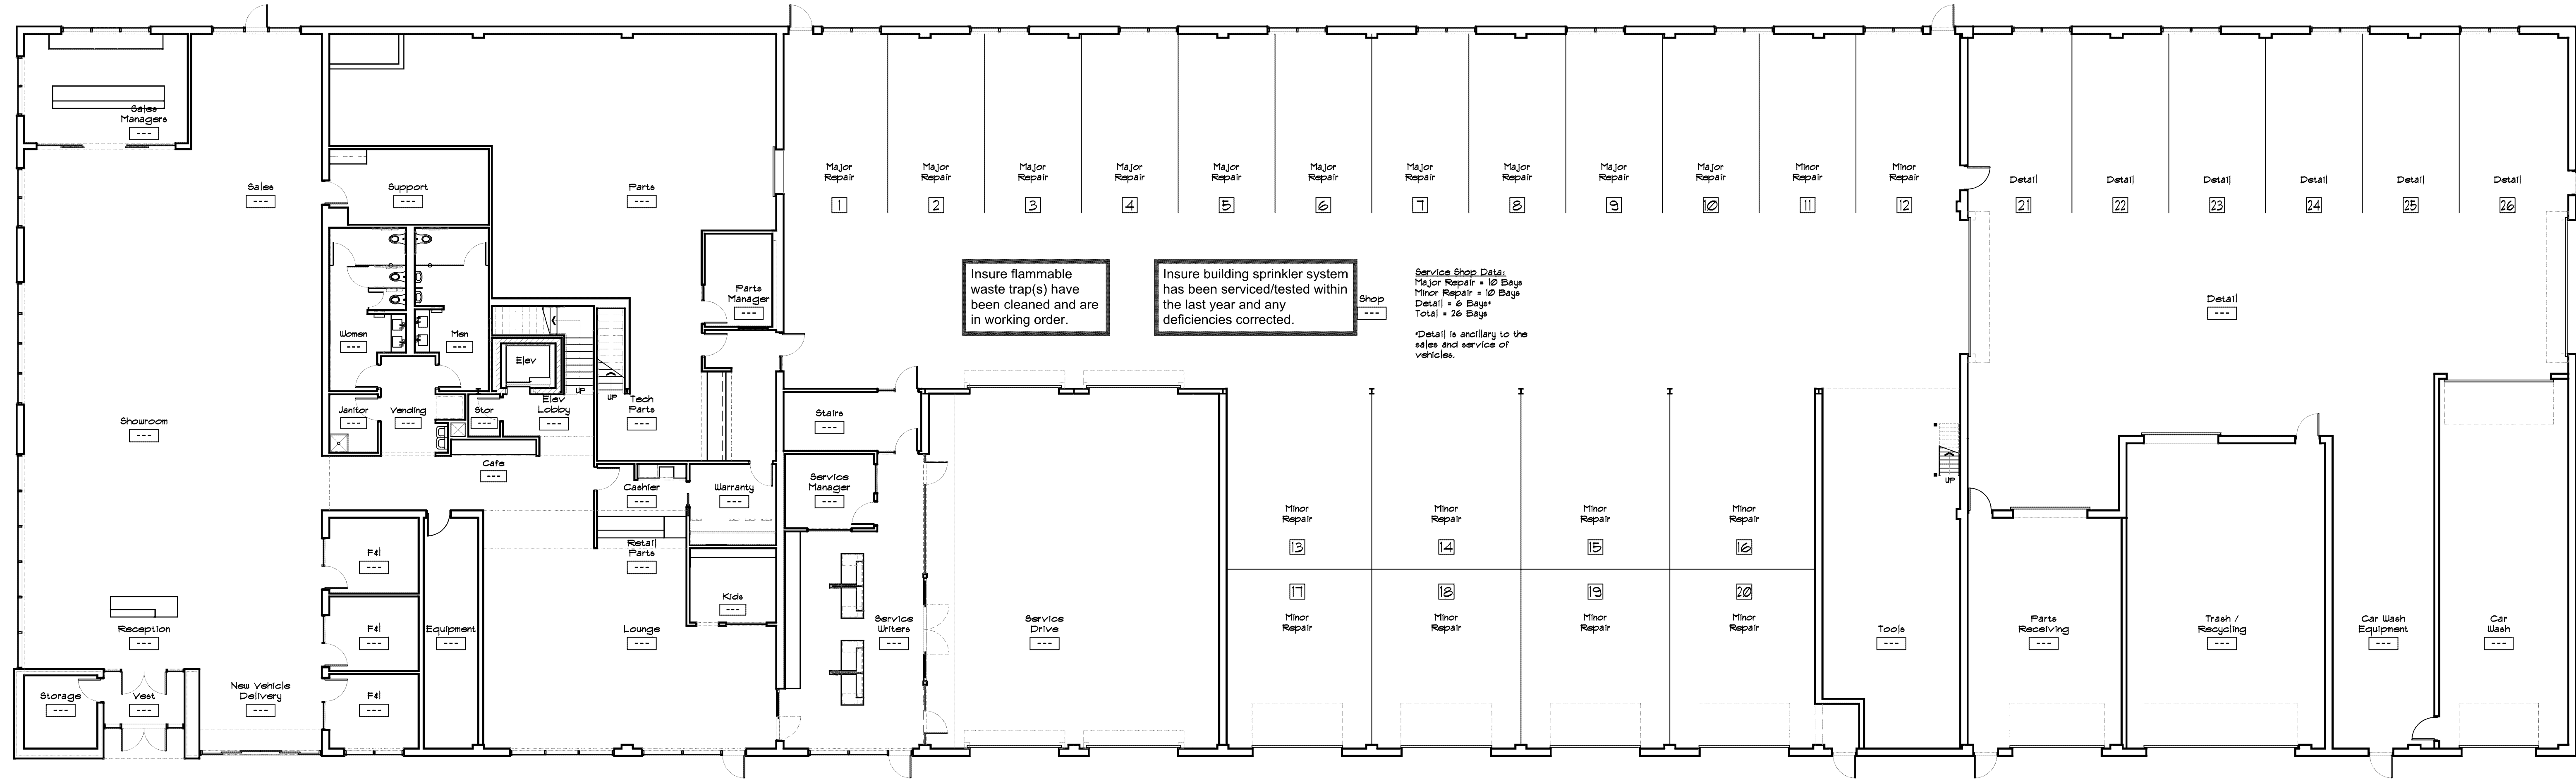 Sales
Managers
---
Sales
---
Support
---
Parts
---
Parts
Manager
---
Women
---
Men
---
Elev
UP
UP
Janitor
---
Vending
---
Stor
---
Elev
Lobby
---
Tech
Parts
---
Showroom
---
Cafe
---
Cashier
---
Warranty
---
Retail
Parts
---
Kids
---
F&I
---
F&I
---
F&I
---
Equipment
---
Lounge
---
Reception
---
Storage
---
Vest
---
New Vehicle
Delivery
---
Major
Repair
1
Major
Repair
2
Major
Repair
3
Major
Repair
4
Major
Repair
5
Major
Repair
6
Major
Repair
7
Major
Repair
8
Major
Repair
9
Major
Repair
10
Minor
Repair
11
Minor
Repair
12
Insure flammable
waste trap(s) have
been cleaned and are
in working order.
Insure building sprinkler system
has been serviced/tested within
the last year and any
deficiencies corrected.
Shop
---
Service Shop Data:
Major Repair = 10 Bays
Minor Repair = 10 Bays
Detail = 6 Bays*
Total = 26 Bays
*Detail is ancillary to the
sales and service of
vehicles.
Stairs
---
Service
Manager
---
Service
Writers
---
Service
Drive
---
Minor
Repair
13
Minor
Repair
14
Minor
Repair
15
Minor
Repair
16
17
Minor
Repair
18
Minor
Repair
19
Minor
Repair
20
Minor
Repair
UP
Tools
---
Detail
21
Detail
22
Detail
23
Detail
24
Detail
25
Detail
26
Detail
---
Parts
Receiving
---
Trash /
Recycling
---
Car Wash
Equipment
---
Car
Wash
---